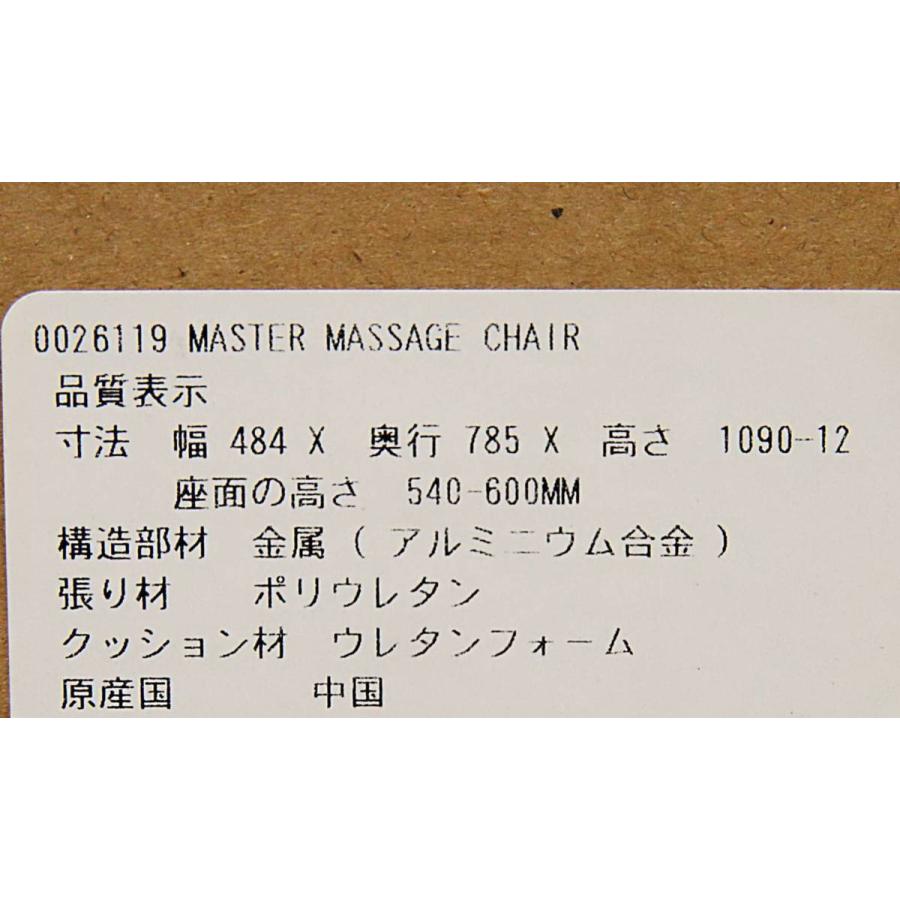 0026119 MASTER MASSAGE CHAIR
品質表示
寸法 幅 484 X 奥行 785 X 高さ 1090-12
座面の高さ 540-600MM
構造部材 金属 ( アルミニウム合金 )
張り材 ポリウレタン
クッション材 ウレタンフォーム
原産国 中国